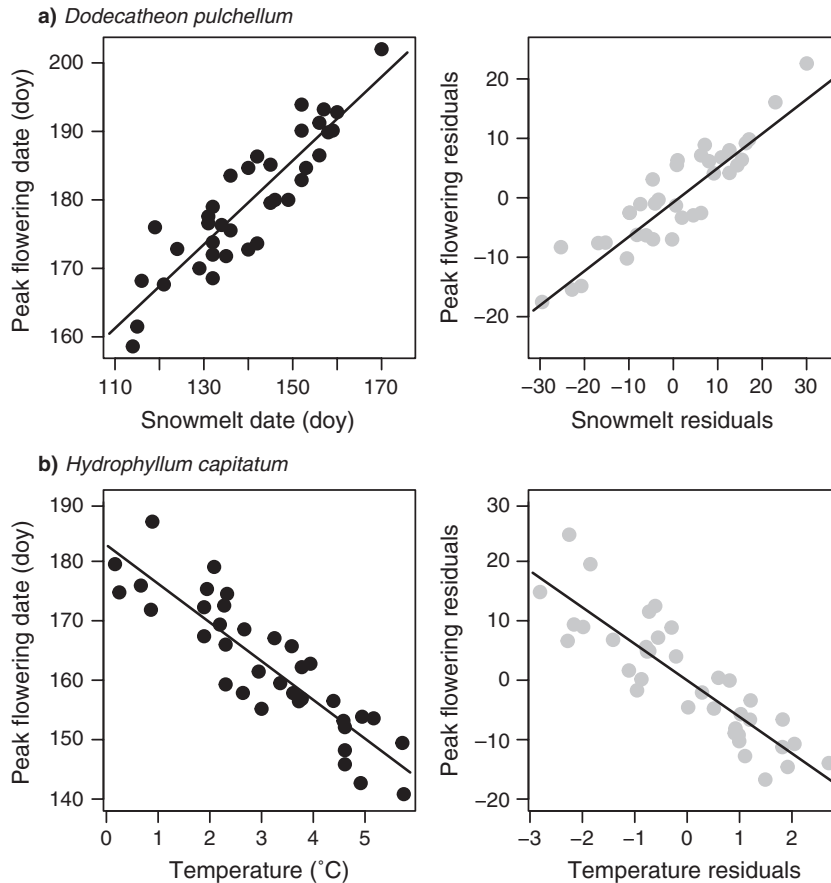 a) Dodecatheon pulchellum
Peak flowering date (doy)
200
190
180
170
160
110 130 150 170
Snowmelt date (doy)
Peak flowering residuals
20
10
0
−10
−20
−30 −20 −10 0 10 20 30
Snowmelt residuals
b) Hydrophyllum capitatum
Peak flowering date (doy)
190
180
170
160
150
140
0 1 2 3 4 5
Temperature (˚C)
Peak flowering residuals
30
20
10
0
−10
−20
−3 −2 −1 0 1 2
Temperature residuals